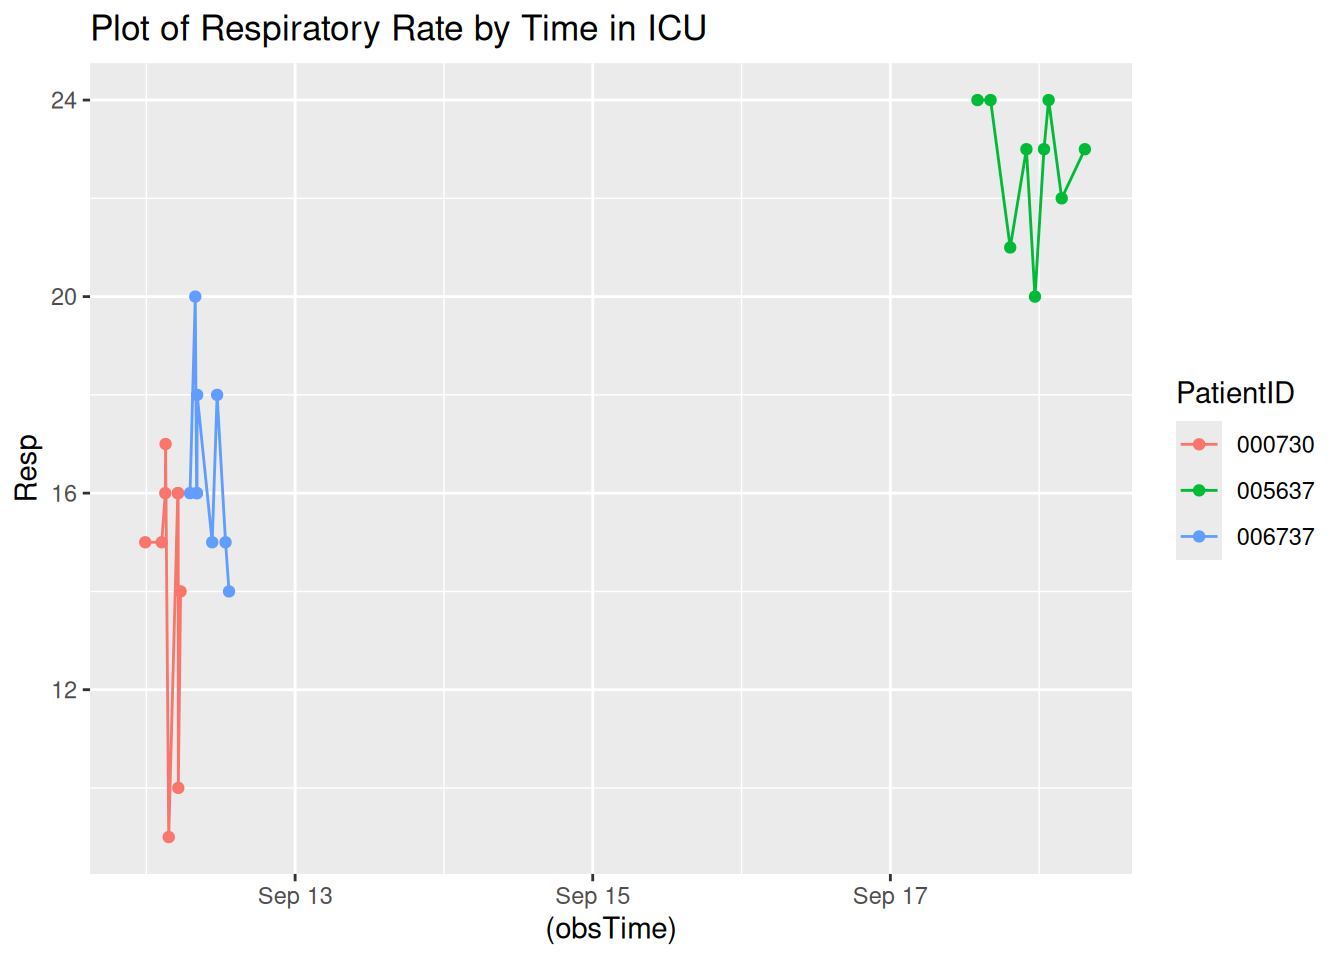 Plot of Respiratory Rate by Time in ICU
24
20
16
12
Resp
Sep 13
Sep 15
Sep 17
(obsTime)
PatientID
000730
005637
006737